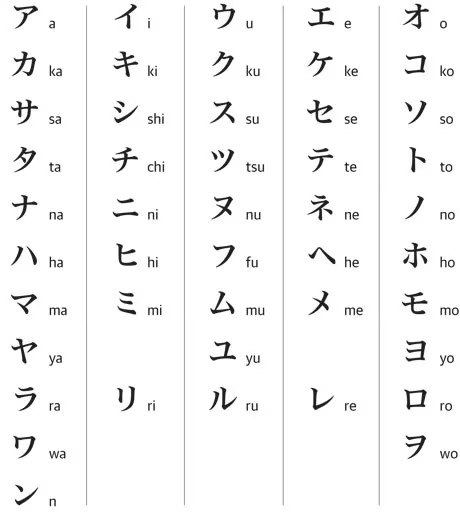 ア a イ i ウ u エ e オ o
カ ka キ ki ク ku ケ ke コ ko
サ sa シ shi ス su セ se ソ so
タ ta チ chi ツ tsu テ te ト to
ナ na ニ ni ヌ nu ネ ne ノ no
ハ ha ヒ hi フ fu ヘ he ホ ho
マ ma ミ mi ム mu メ me モ mo
ヤ ya ユ yu ヨ yo
ラ ra リ ri ル ru レ re ロ ro
ワ wa ヲ wo
ン n